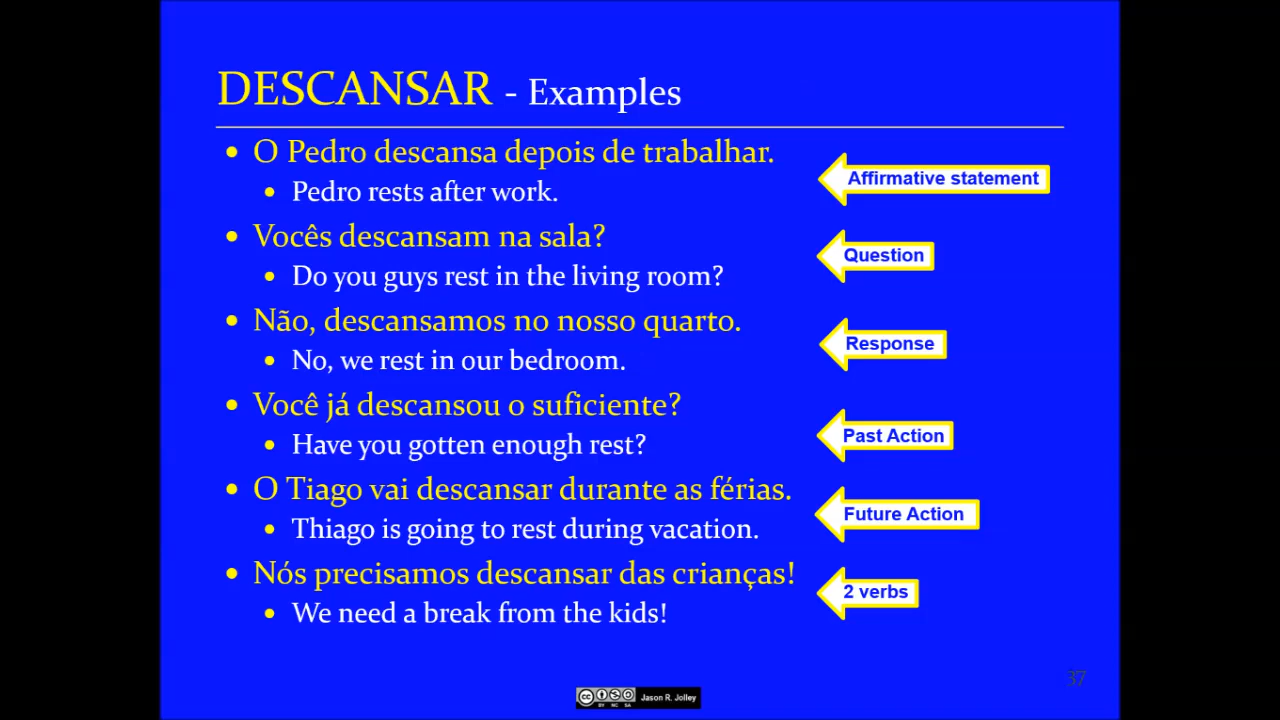 DESCANSAR - Examples
• O Pedro descansa depois de trabalhar.
• Pedro rests after work.
Affirmative statement
• Vocês descansam na sala?
• Do you guys rest in the living room?
Question
• Não, descansamos no nosso quarto.
• No, we rest in our bedroom.
Response
• Você já descansou o suficiente?
• Have you gotten enough rest?
Past Action
• O Tiago vai descansar durante as férias.
• Thiago is going to rest during vacation.
Future Action
• Nós precisamos descansar das crianças!
• We need a break from the kids!
2 verbs
37
cc BY NC SA Jason R. Jolley